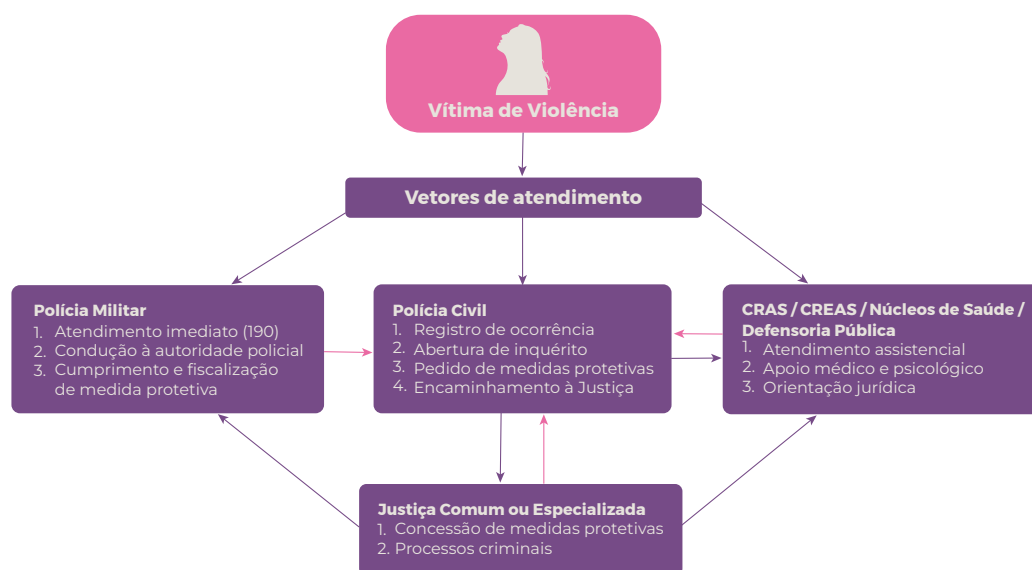 Vítima de Violência
Vetores de atendimento
Polícia Militar
1. Atendimento imediato (190)
2. Condução à autoridade policial
3. Cumprimento e fiscalização
de medida protetiva
Polícia Civil
1. Registro de ocorrência
2. Abertura de inquérito
3. Pedido de medidas protetivas
4. Encaminhamento à Justiça
CRAS / CREAS / Núcleos de Saúde /
Defensoria Pública
1. Atendimento assistencial
2. Apoio médico e psicológico
3. Orientação jurídica
Justiça Comum ou Especializada
1. Concessão de medidas protetivas
2. Processos criminais